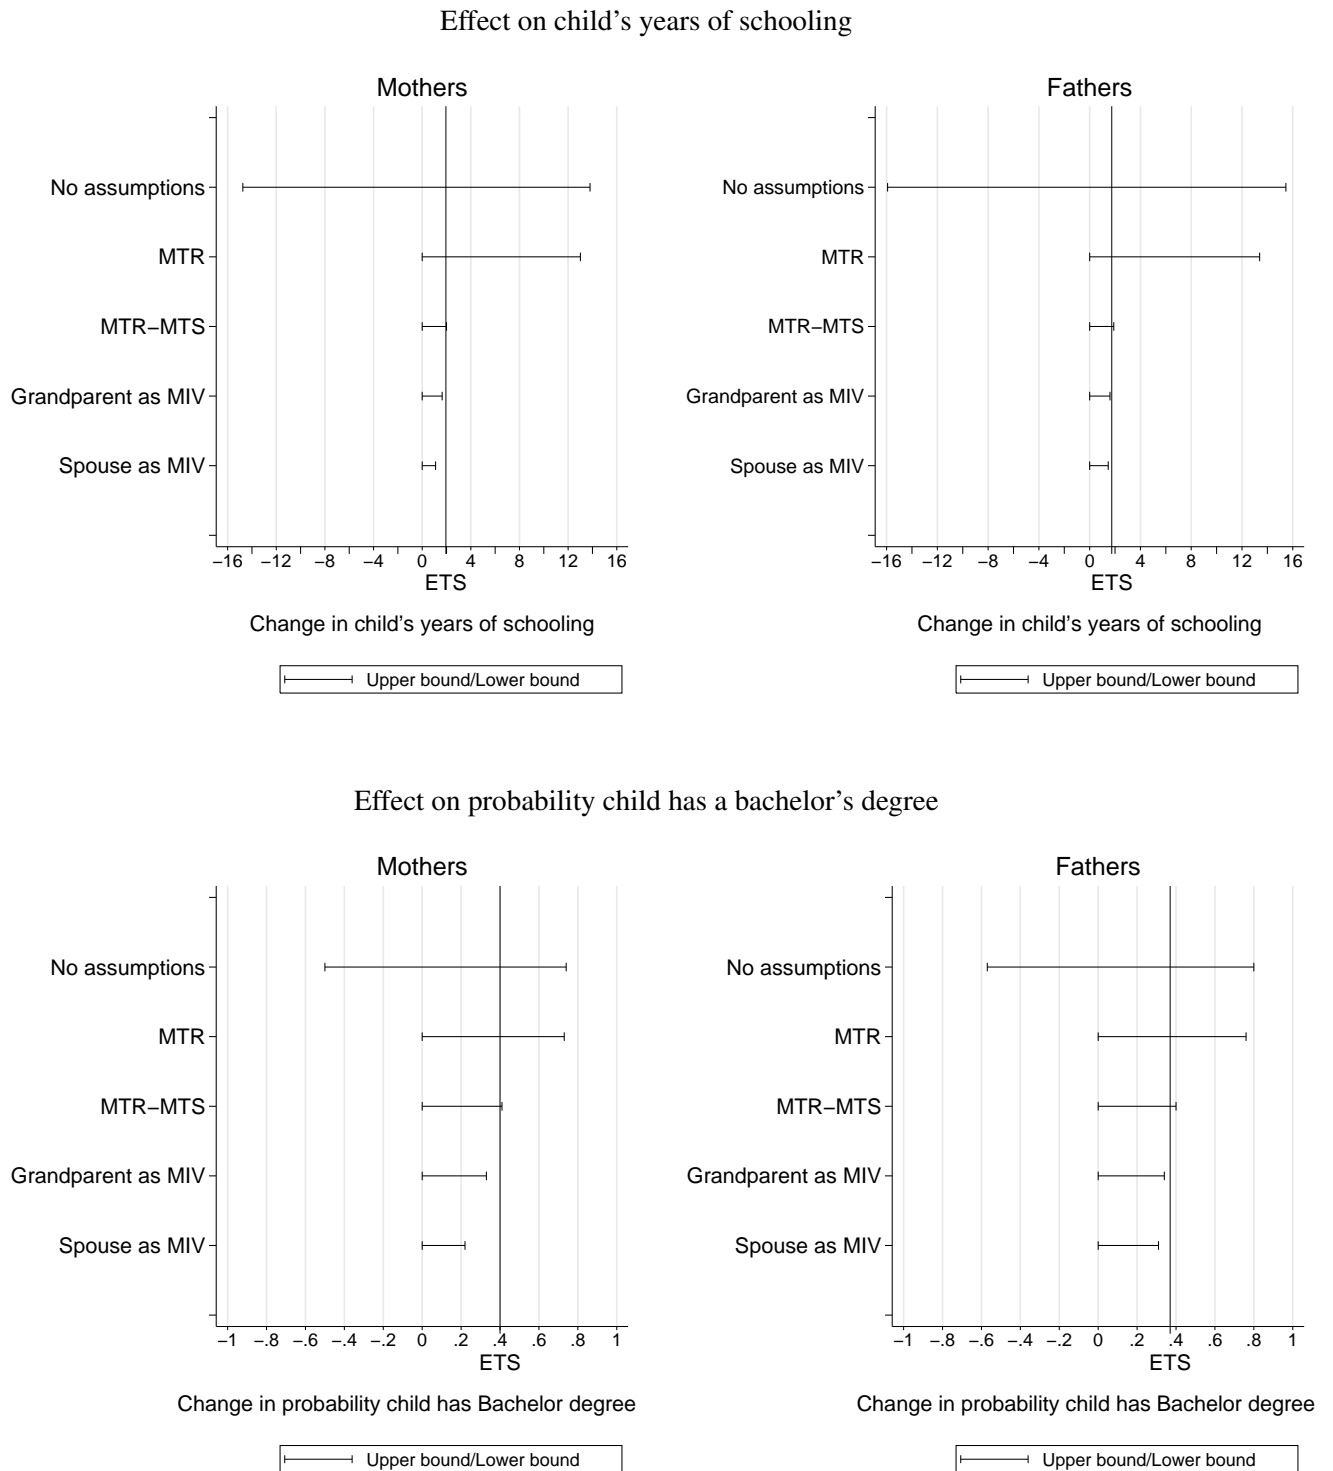 Effect on child’s years of schooling
Mothers
No assumptions
MTR
MTR−MTS
Grandparent as MIV
Spouse as MIV
−16 −12 −8 −4 0 4 8 12 16
ETS
Change in child’s years of schooling
Upper bound/Lower bound
Fathers
No assumptions
MTR
MTR−MTS
Grandparent as MIV
Spouse as MIV
−16 −12 −8 −4 0 4 8 12 16
ETS
Change in child’s years of schooling
Upper bound/Lower bound
Effect on probability child has a bachelor’s degree
Mothers
No assumptions
MTR
MTR−MTS
Grandparent as MIV
Spouse as MIV
−1 −.8 −.6 −.4 −.2 0 .2 .4 .6 .8 1
ETS
Change in probability child has Bachelor degree
Upper bound/Lower bound
Fathers
No assumptions
MTR
MTR−MTS
Grandparent as MIV
Spouse as MIV
−1 −.8 −.6 −.4 −.2 0 .2 .4 .6 .8 1
ETS
Change in probability child has Bachelor degree
Upper bound/Lower bound